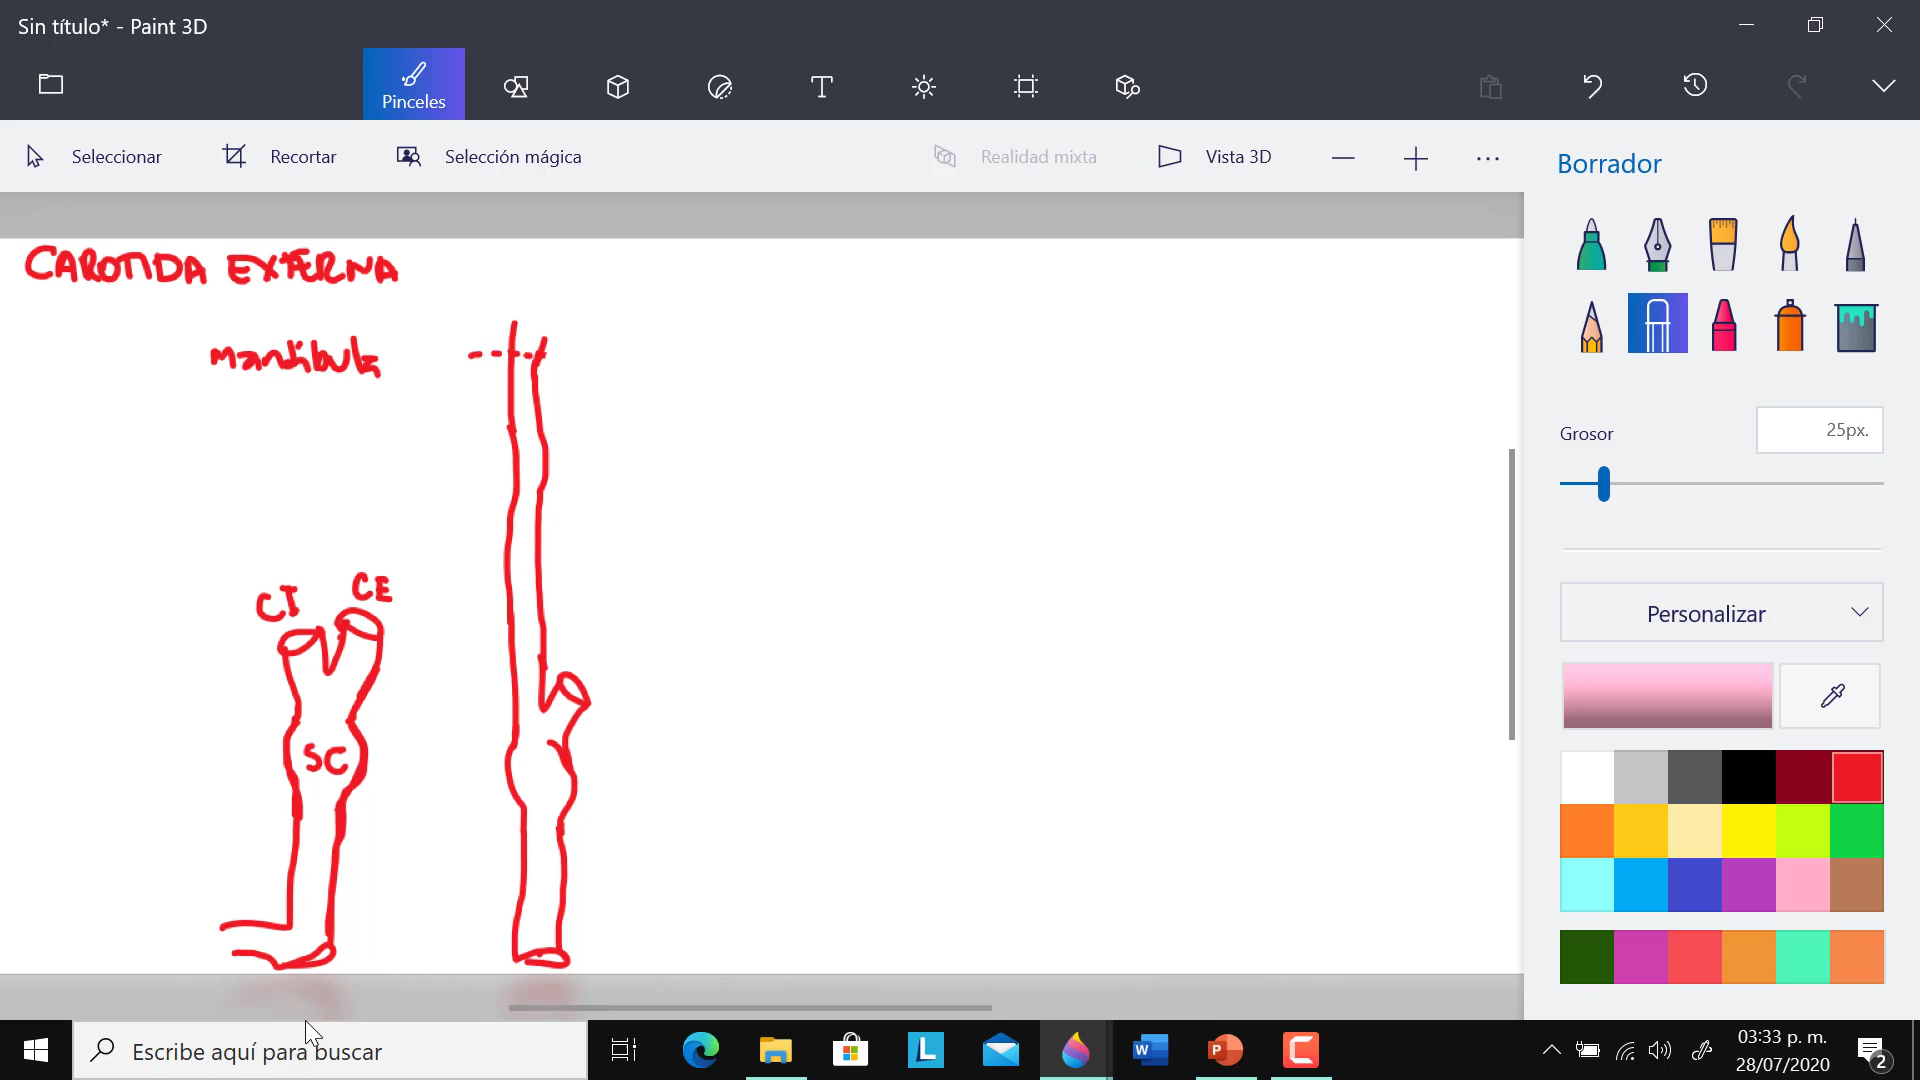 Sin título* - Paint 3D
Pinceles
Seleccionar
Recortar
Selección mágica
Realidad mixta
Vista 3D
Borrador
Grosor
25px.
Personalizar
CAROTIDA EXTERNA
mandibula
CI
CE
SC
Escribe aquí para buscar
L
W
P
C
03:33 p. m.
28/07/2020
2